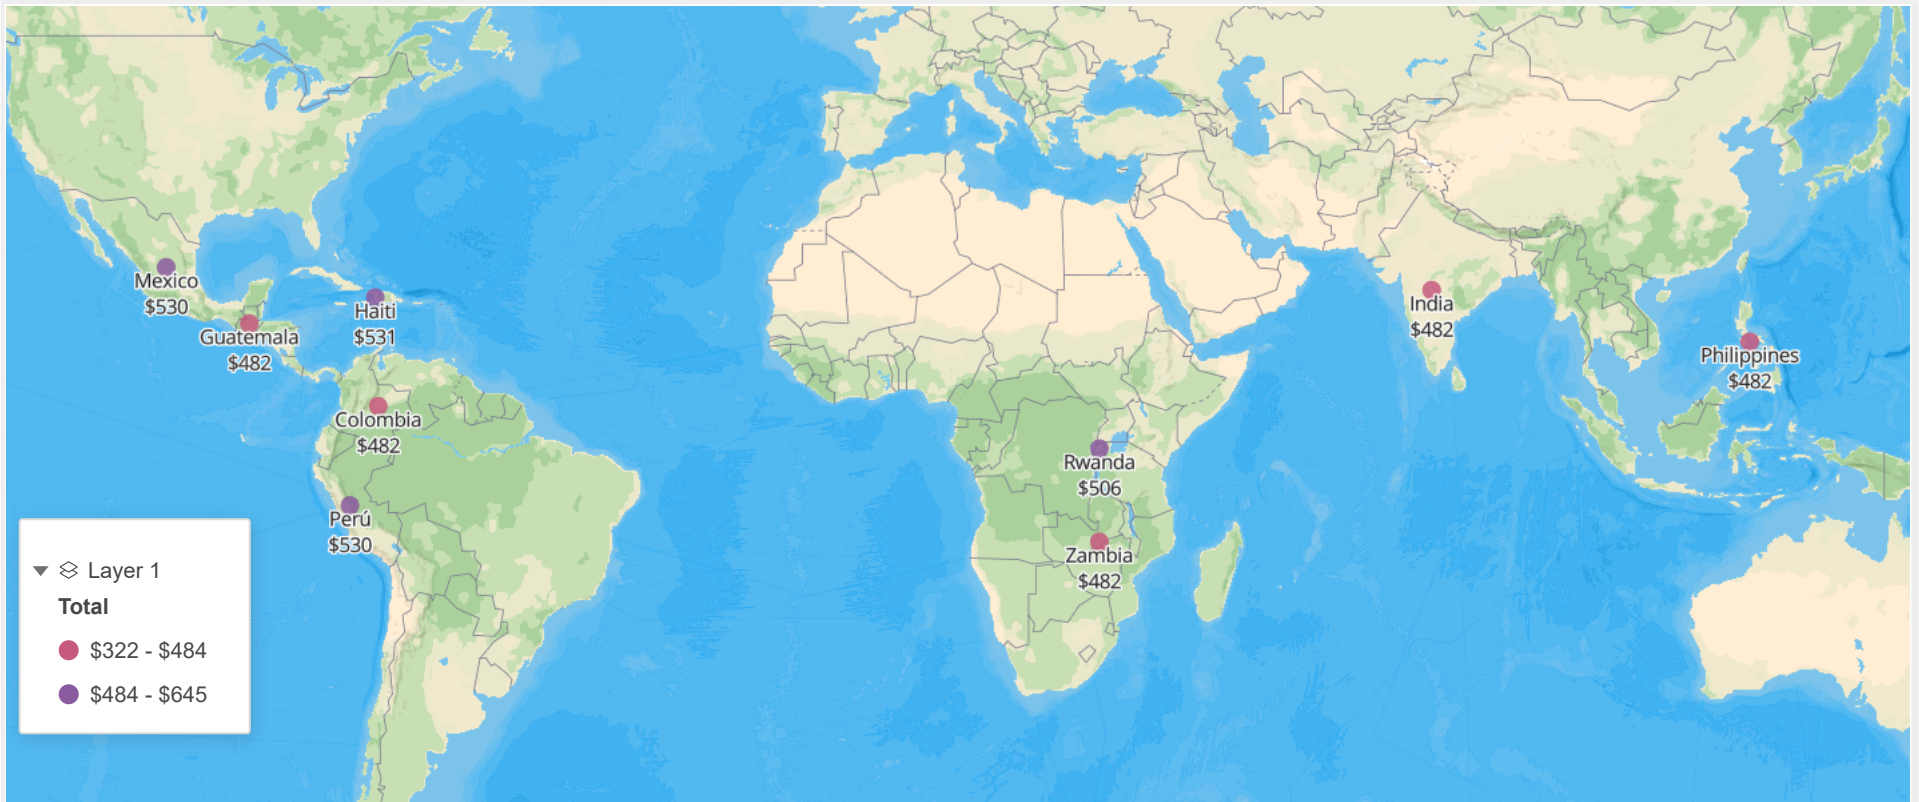 Mexico
$530
Guatemala
$482
Haiti
$531
Colombia
$482
Perú
$530
Rwanda
$506
Zambia
$482
India
$482
Philippines
$482
Layer 1
Total
$322 - $484
$484 - $645